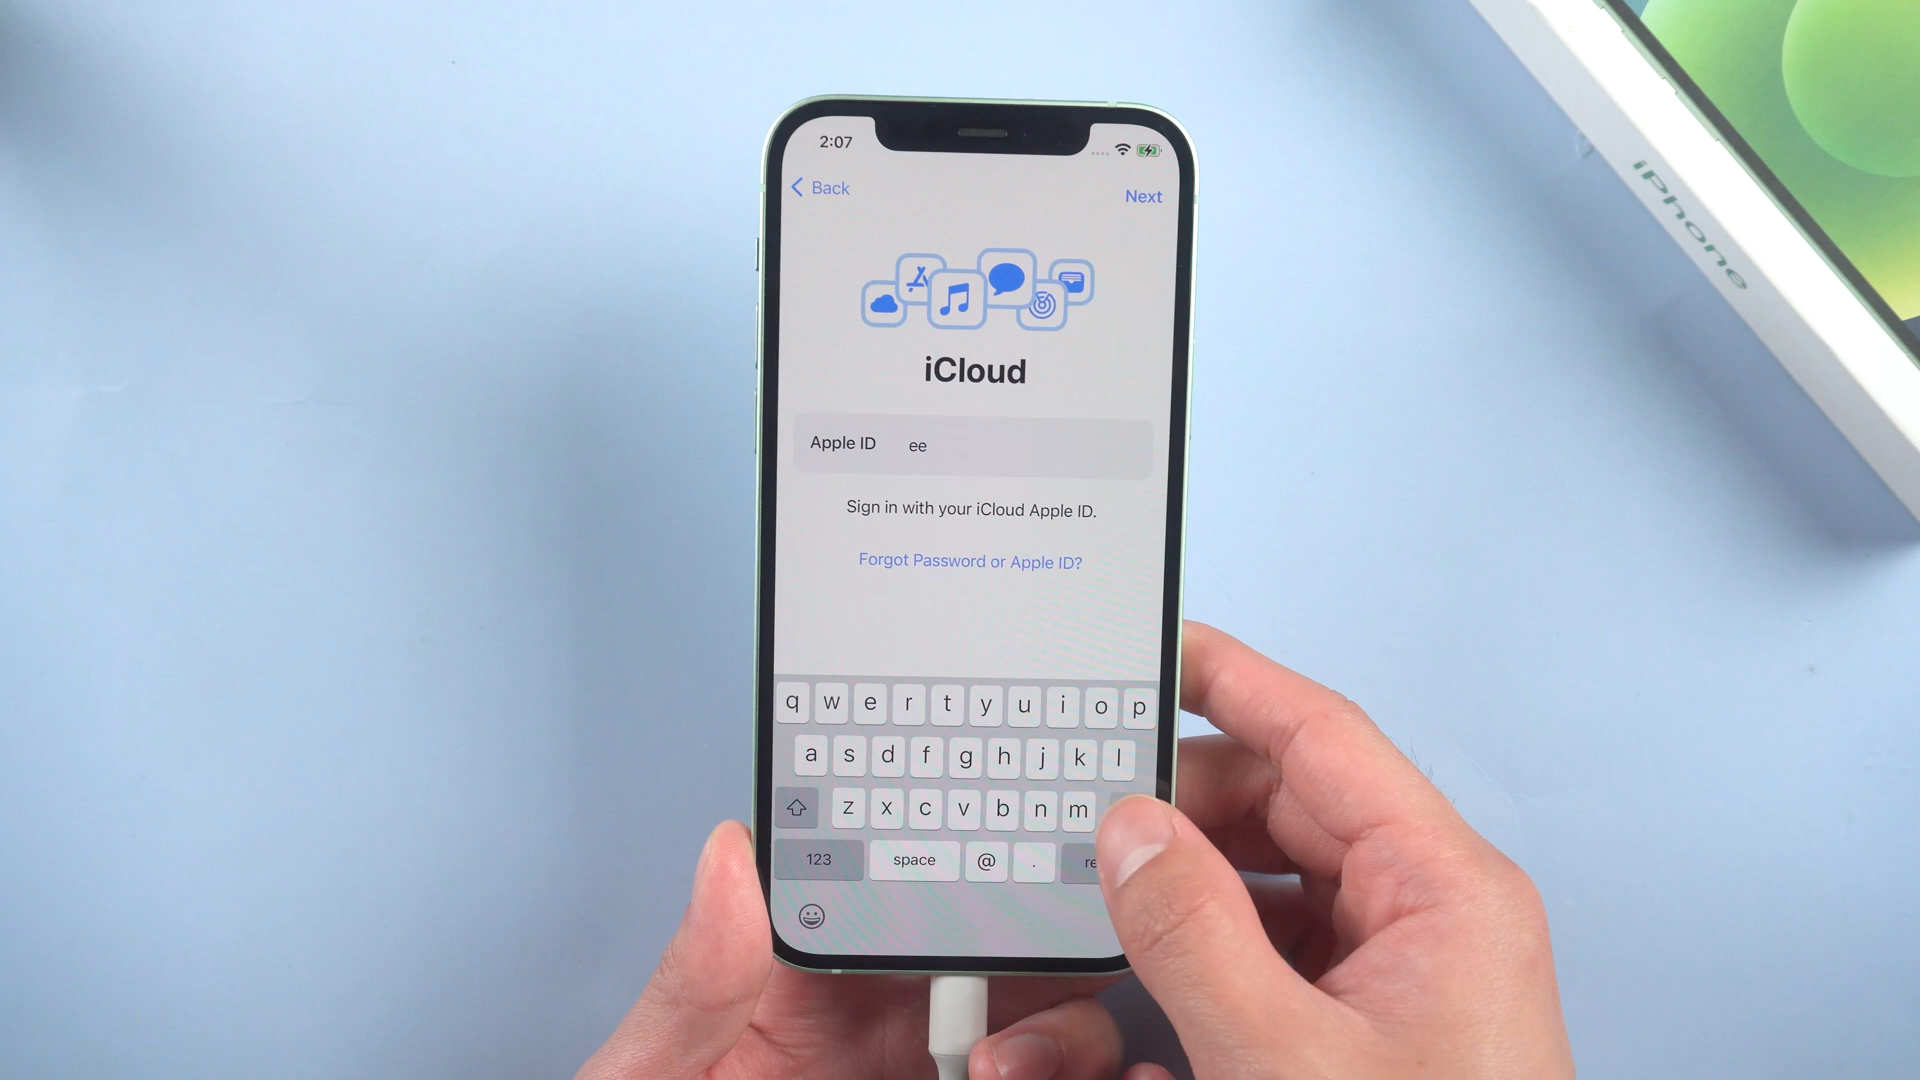 2:07
Back
Next
iCloud
Apple ID ee
Sign in with your iCloud Apple ID.
Forgot Password or Apple ID?
q w e r t y u i o p
a s d f g h j k l
z x c v b n m
123 space @ .
iPhone